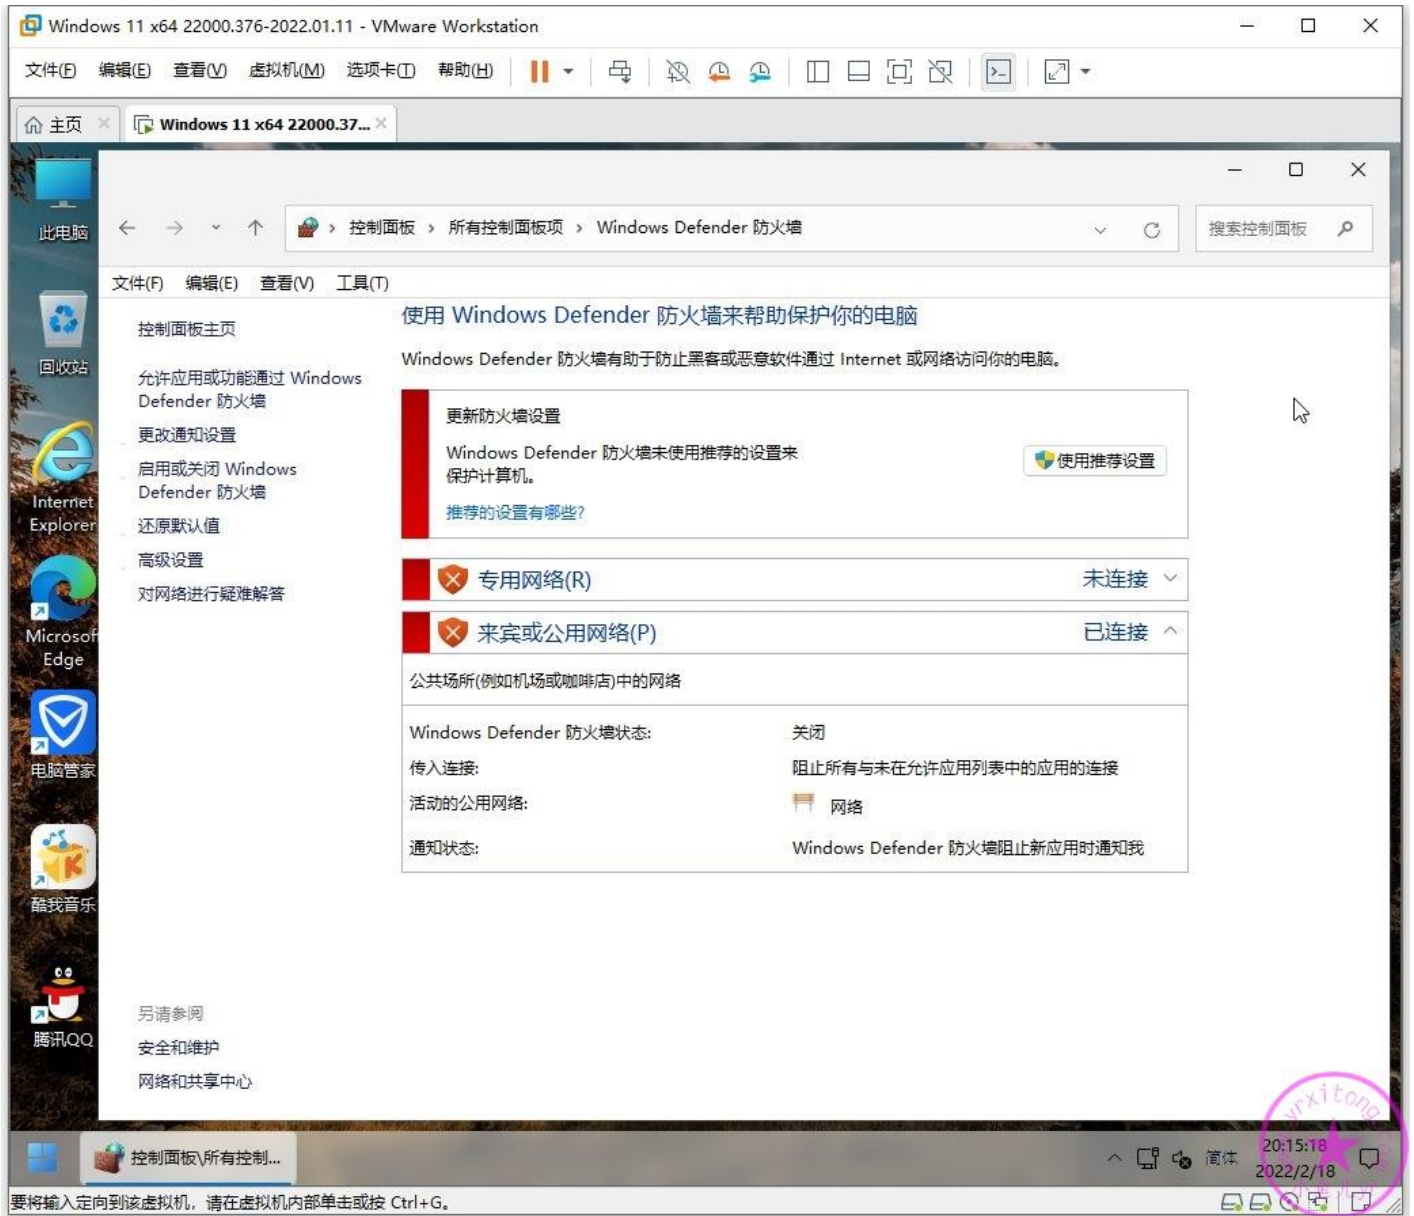 Windows 11 x64 22000.376-2022.01.11 - VMware Workstation
文件(F) 编辑(E) 查看(V) 虚拟机(M) 选项卡(T) 帮助(H)
主页 Windows 11 x64 22000.37...
此电脑
控制面板 › 所有控制面板项 › Windows Defender 防火墙
搜索控制面板
文件(F) 编辑(E) 查看(V) 工具(T)
控制面板主页
允许应用或功能通过 Windows
Defender 防火墙
更改通知设置
启用或关闭 Windows
Defender 防火墙
还原默认值
高级设置
对网络进行疑难解答
使用 Windows Defender 防火墙来帮助保护你的电脑
Windows Defender 防火墙有助于防止黑客或恶意软件通过 Internet 或网络访问你的电脑。
更新防火墙设置
Windows Defender 防火墙未使用推荐的设置来
保护计算机。
使用推荐设置
推荐的设置有哪些?
专用网络(R) 未连接
来宾或公用网络(P) 已连接
公共场所(例如机场或咖啡店)中的网络
Windows Defender 防火墙状态: 关闭
传入连接: 阻止所有与未在允许应用列表中的应用的连接
活动的公用网络: 网络
通知状态: Windows Defender 防火墙阻止新应用时通知我
另请参阅
安全和维护
网络和共享中心
回收站
Internet
Explorer
Microsoft
Edge
电脑管家
酷我音乐
腾讯QQ
控制面板\所有控制...
简体
20:15:18
2022/2/18
要将输入定向到该虚拟机，请在虚拟机内部单击或按 Ctrl+G。